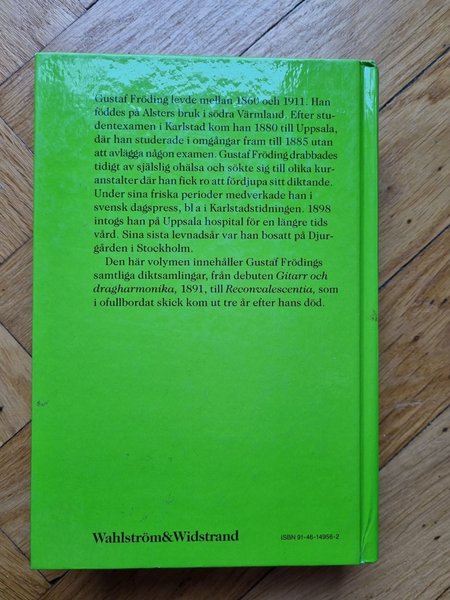 Gustaf Fröding levde mellan 1860 och 1911. Han
föddes på Alsters bruk i södra Värmland. Efter stu-
dentexamen i Karlstad kom han 1880 till Uppsala,
där han studerade i omgångar fram till 1885 utan
att avlägga någon examen. Gustaf Fröding drabbades
tidigt av själslig ohälsa och sökte sig till olika kur-
anstalter där han fick ro att fördjupa sitt diktande.
Under sina friska perioder medverkade han i
svensk dagspress, bl a i Karlstadstidningen. 1898
intogs han på Uppsala hospital för en längre tids
vård. Sina sista levnadsår var han bosatt på Djur-
gården i Stockholm.
Den här volymen innehåller Gustaf Frödings
samtliga diktsamlingar, från debuten Gitarr och
dragharmonika, 1891, till Reconvalescentia, som
i ofullbordat skick kom ut tre år efter hans död.
Wahlström&Widstrand
ISBN 91-46-14956-2